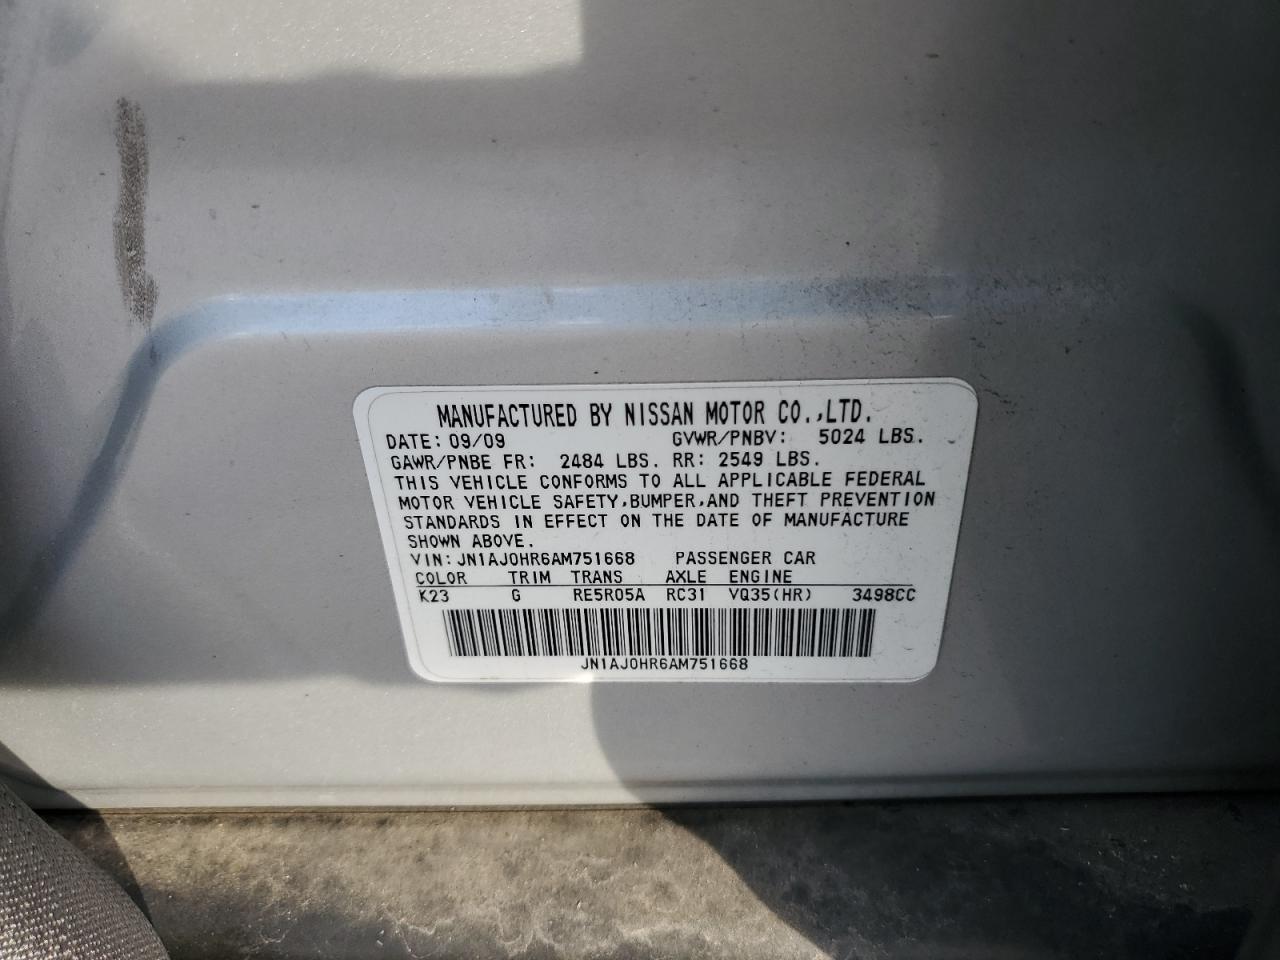 MANUFACTURED BY NISSAN MOTOR CO.,LTD.
DATE: 09/09 GVWR/PNBV: 5024 LBS.
GAWR/PNBE FR: 2484 LBS. RR: 2549 LBS.
THIS VEHICLE CONFORMS TO ALL APPLICABLE FEDERAL
MOTOR VEHICLE SAFETY,BUMPER,AND THEFT PREVENTION
STANDARDS IN EFFECT ON THE DATE OF MANUFACTURE
SHOWN ABOVE.
VIN: JN1AJ0HR6AM751668 PASSENGER CAR
COLOR TRIM TRANS AXLE ENGINE
K23 G RE5R05A RC31 VQ35(HR) 3498CC
JN1AJ0HR6AM751668